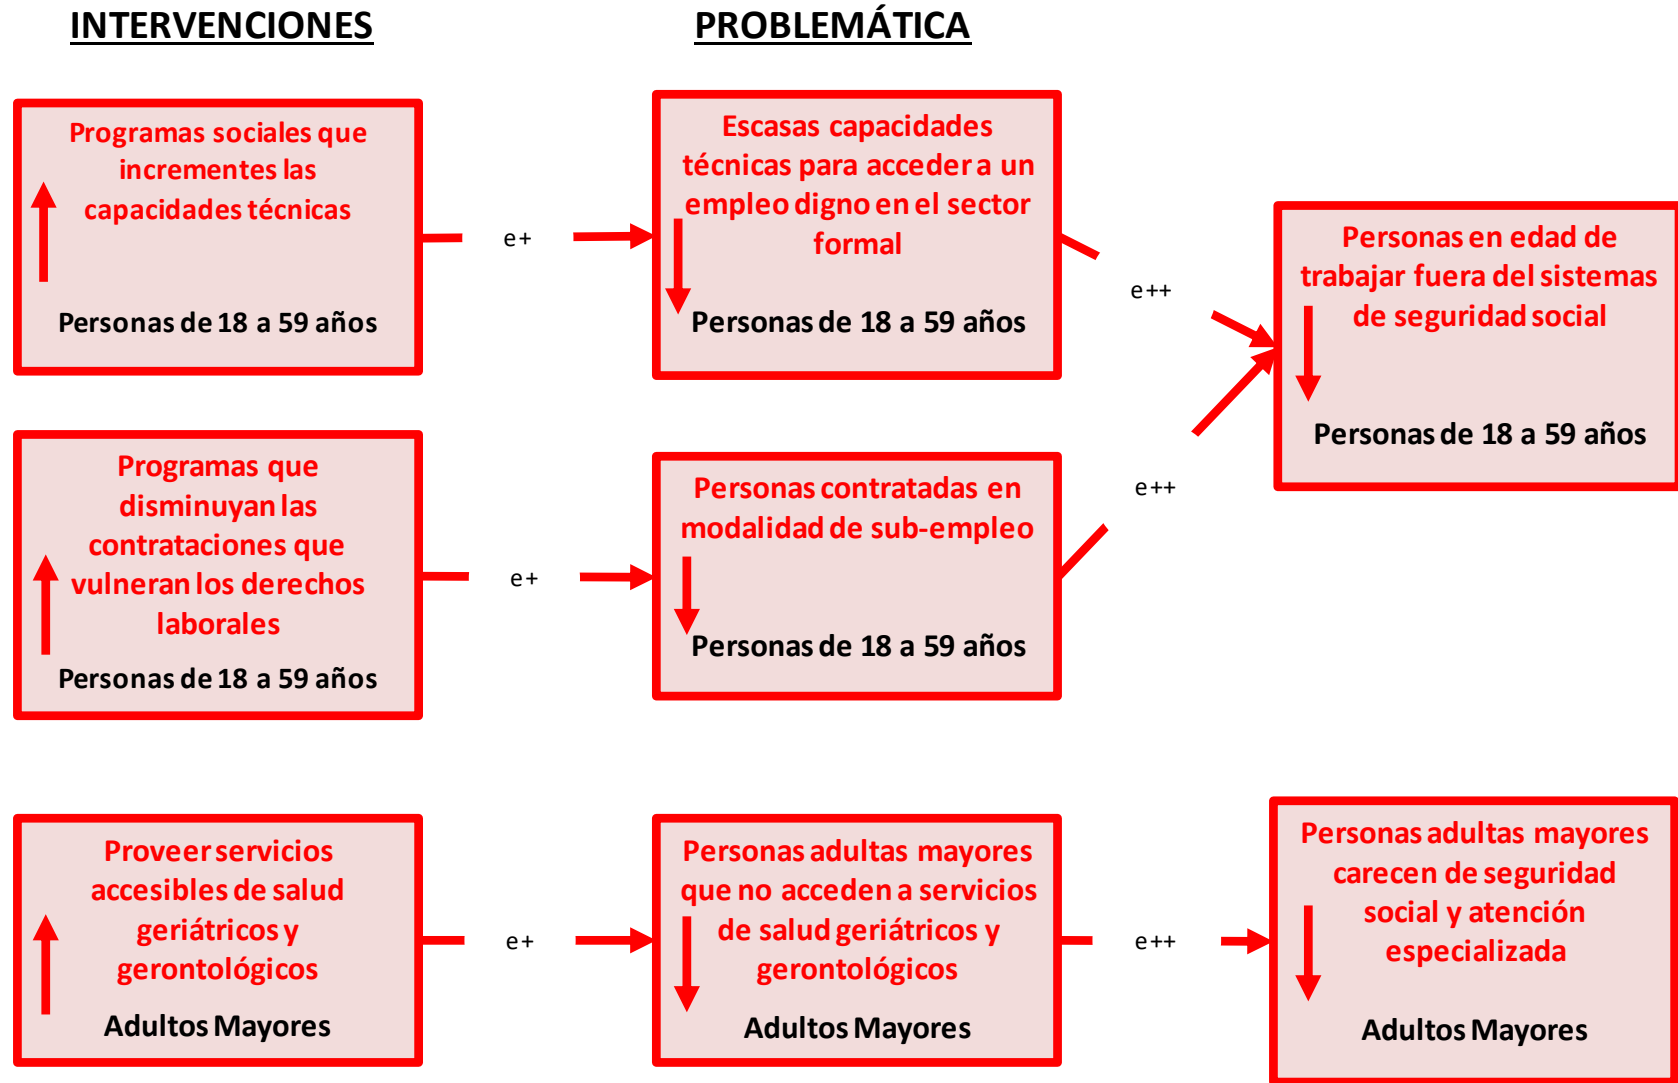 INTERVENCIONES
PROBLEMÁTICA
Programas sociales que
incrementes las
capacidades técnicas
Personas de 18 a 59 años
e+
Escasas capacidades
técnicas para acceder a un
empleo digno en el sector
formal
Personas de 18 a 59 años
e++
Personas en edad de
trabajar fuera del sistemas
de seguridad social
Personas de 18 a 59 años
Programas que
disminuyan las
contrataciones que
vulneran los derechos
laborales
Personas de 18 a 59 años
e+
Personas contratadas en
modalidad de sub-empleo
Personas de 18 a 59 años
e++
Proveer servicios
accesibles de salud
geriátricos y
gerontológicos
Adultos Mayores
e+
Personas adultas mayores
que no acceden a servicios
de salud geriátricos y
gerontológicos
Adultos Mayores
e++
Personas adultas mayores
carecen de seguridad
social y atención
especializada
Adultos Mayores